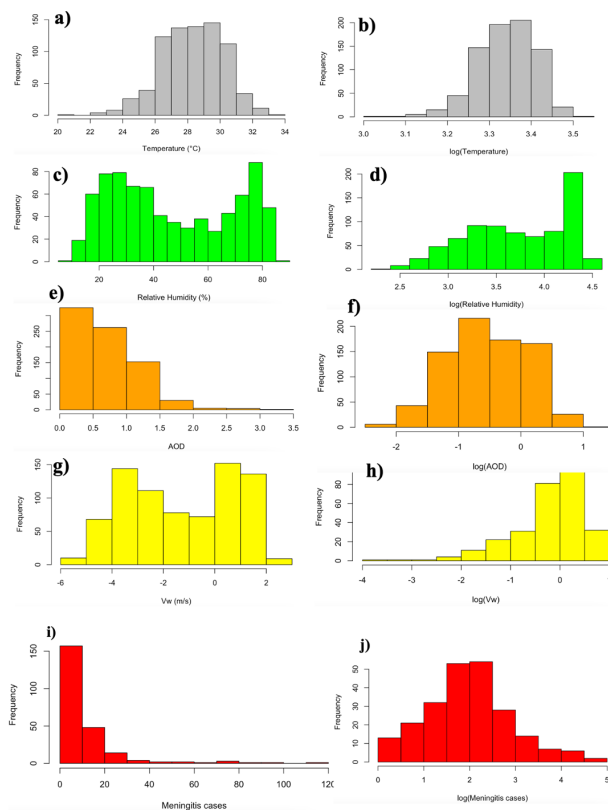 a)
Frequency
0 50 100 150
20 22 24 26 28 30 32 34
Temperature (°C)
b)
Frequency
0 50 100 150 200
3.0 3.1 3.2 3.3 3.4 3.5
log(Temperature)
c)
Frequency
0 20 40 60 80
20 40 60 80
Relative Humidity (%)
d)
Frequency
0 50 100 150 200
2.5 3.0 3.5 4.0 4.5
log(Relative Humidity)
e)
Frequency
0 50 150 250
0.0 0.5 1.0 1.5 2.0 2.5 3.0 3.5
AOD
f)
Frequency
0 50 100 150 200
-2 -1 0 1
log(AOD)
g)
Frequency
0 50 100 150
-6 -4 -2 0 2
Vw (m/s)
h)
Frequency
0 20 40 60 80
-4 -3 -2 -1 0 1
log(Vw)
i)
Frequency
0 50 100 150
0 20 40 60 80 100 120
Meningitis cases
j)
Frequency
0 10 20 30 40 50
0 1 2 3 4 5
log(Meningitis cases)